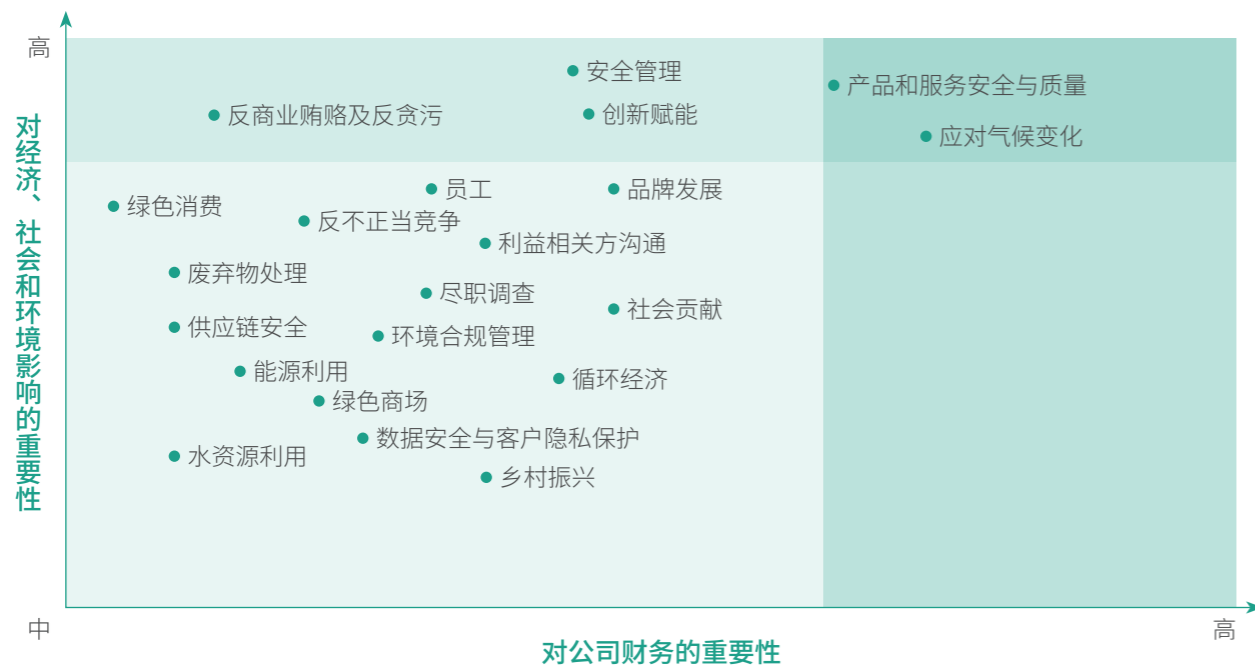 高
对经济、社会和环境影响的重要性
安全管理
产品和服务安全与质量
反商业贿赂及反贪污
创新赋能
应对气候变化
员工
品牌发展
绿色消费
反不正当竞争
利益相关方沟通
废弃物处理
尽职调查
社会贡献
供应链安全
环境合规管理
能源利用
循环经济
绿色商场
数据安全与客户隐私保护
水资源利用
乡村振兴
中
高
对公司财务的重要性